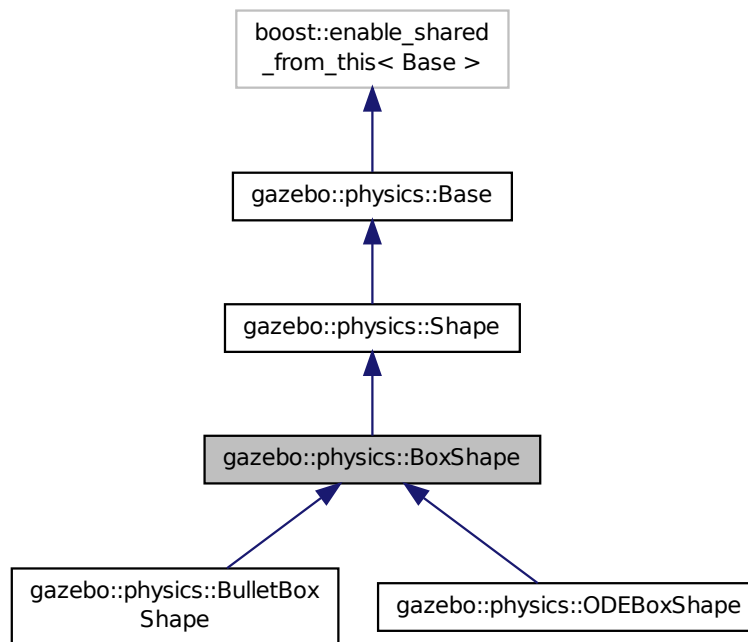 boost::enable_shared
_from_this< Base >
gazebo::physics::Base
gazebo::physics::Shape
gazebo::physics::BoxShape
gazebo::physics::BulletBox
Shape
gazebo::physics::ODEBoxShape